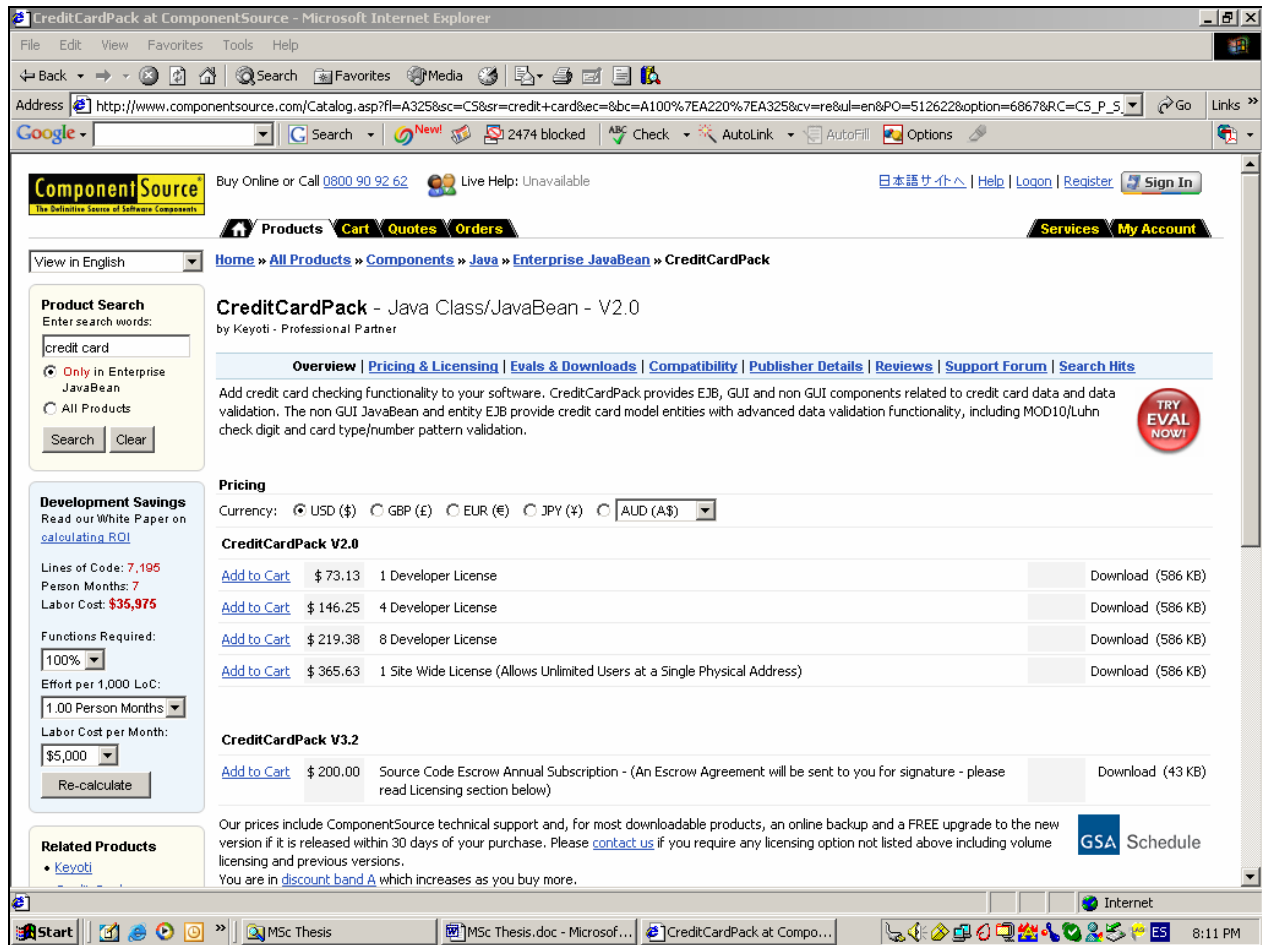 CreditCardPack at ComponentSource - Microsoft Internet Explorer
File Edit View Favorites Tools Help
Back Search Favorites Media
Address http://www.componentsource.com/Catalog.asp?fl=A325&sc=CS&sr=credit+card&ec=&bc=A100%7EA220%7EA325&cv=re&ul=en&PO=512622&option=6867&RC=CS_P_S_ Go Links »
Google Search New! 2474 blocked ABC Check AutoLink AutoFill Options
ComponentSource
The Definitive Source of Software Components
Buy Online or Call 0800 90 92 62 Live Help: Unavailable 日本語サイトへ | Help | Logon | Register Sign In
Products Cart Quotes Orders Services My Account
View in English
Home » All Products » Components » Java » Enterprise JavaBean » CreditCardPack
Product Search
Enter search words:
credit card
Only in Enterprise JavaBean
All Products
Search Clear
CreditCardPack - Java Class/JavaBean - V2.0
by Keyoti - Professional Partner
Overview | Pricing & Licensing | Evals & Downloads | Compatibility | Publisher Details | Reviews | Support Forum | Search Hits
Add credit card checking functionality to your software. CreditCardPack provides EJB, GUI and non GUI components related to credit card data and data
validation. The non GUI JavaBean and entity EJB provide credit card model entities with advanced data validation functionality, including MOD10/Luhn
check digit and card type/number pattern validation.
TRY
EVAL
NOW!
Development Savings
Read our White Paper on
calculating ROI
Lines of Code: 7,195
Person Months: 7
Labor Cost: $35,975
Functions Required:
100%
Effort per 1,000 LoC:
1.00 Person Months
Labor Cost per Month:
$5,000
Re-calculate
Pricing
Currency: USD ($) GBP (£) EUR (€) JPY (¥) AUD (A$)
CreditCardPack V2.0
Add to Cart $ 73.13 1 Developer License Download (586 KB)
Add to Cart $ 146.25 4 Developer License Download (586 KB)
Add to Cart $ 219.38 8 Developer License Download (586 KB)
Add to Cart $ 365.63 1 Site Wide License (Allows Unlimited Users at a Single Physical Address) Download (586 KB)
CreditCardPack V3.2
Add to Cart $ 200.00 Source Code Escrow Annual Subscription - (An Escrow Agreement will be sent to you for signature - please Download (43 KB)
read Licensing section below)
Our prices include ComponentSource technical support and, for most downloadable products, an online backup and a FREE upgrade to the new
version if it is released within 30 days of your purchase. Please contact us if you require any licensing option not listed above including volume
licensing and previous versions.
You are in discount band A which increases as you buy more.
GSA Schedule
Related Products
• Keyoti
Internet
Start » MSc Thesis MSc Thesis.doc - Microsof... CreditCardPack at Compo... ES 8:11 PM